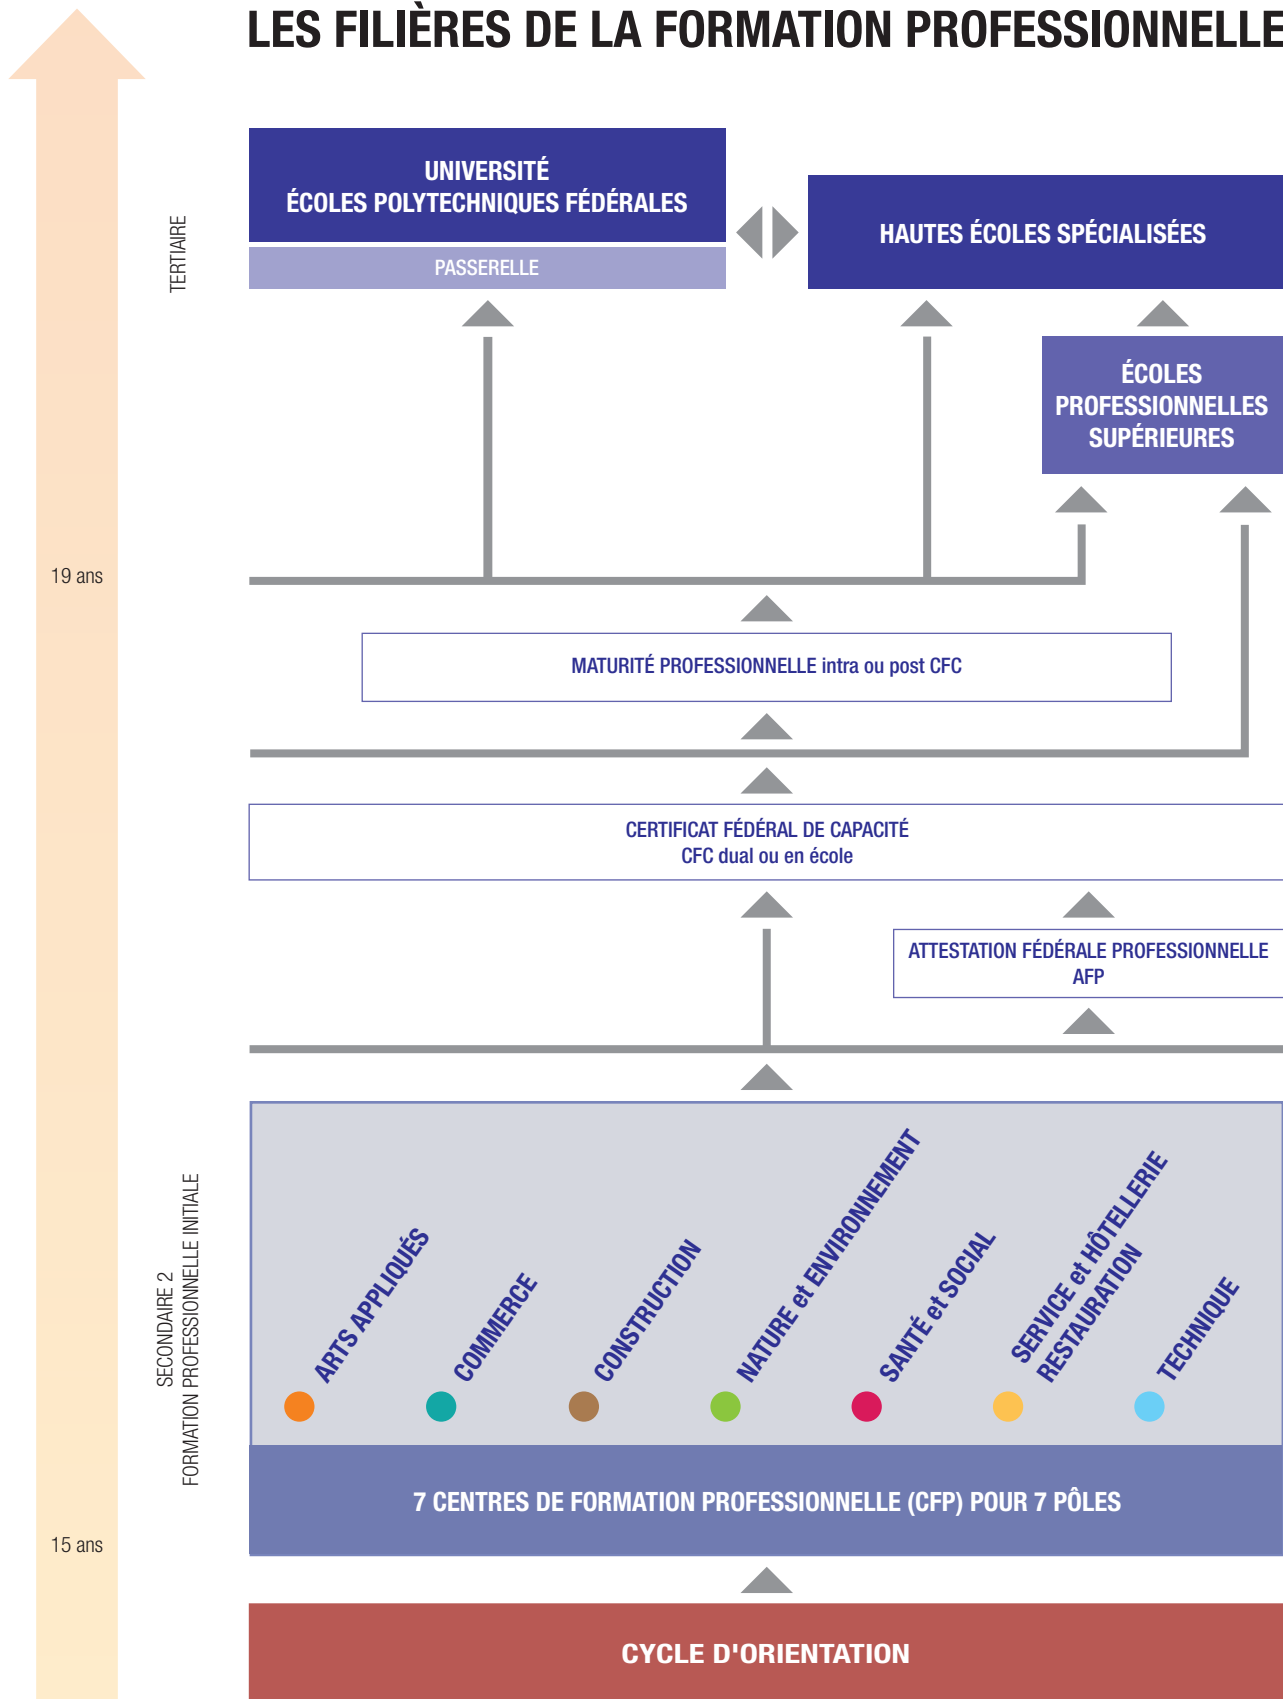 LES FILIÈRES DE LA FORMATION PROFESSIONNELLE
UNIVERSITÉ
ÉCOLES POLYTECHNIQUES FÉDÉRALES
PASSERELLE
HAUTES ÉCOLES SPÉCIALISÉES
TERTIAIRE
ÉCOLES
PROFESSIONNELLES
SUPÉRIEURES
19 ans
MATURITÉ PROFESSIONNELLE intra ou post CFC
CERTIFICAT FÉDÉRAL DE CAPACITÉ
CFC dual ou en école
ATTESTATION FÉDÉRALE PROFESSIONNELLE
AFP
SECONDAIRE 2
FORMATION PROFESSIONNELLE INITIALE
ARTS APPLIQUÉS
COMMERCE
CONSTRUCTION
NATURE et ENVIRONNEMENT
SANTÉ et SOCIAL
SERVICE et HÔTELLERIE
RESTAURATION
TECHNIQUE
7 CENTRES DE FORMATION PROFESSIONNELLE (CFP) POUR 7 PÔLES
15 ans
CYCLE D'ORIENTATION